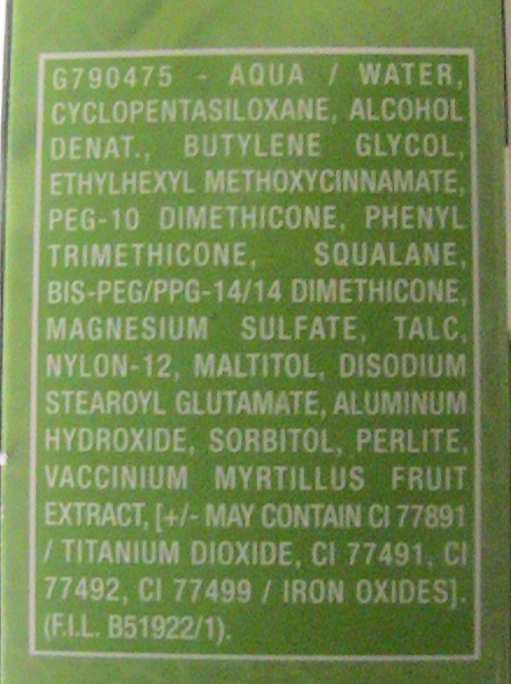 G790475 - AQUA / WATER,
CYCLOPENTASILOXANE, ALCOHOL
DENAT., BUTYLENE GLYCOL,
ETHYLHEXYL METHOXYCINNAMATE,
PEG-10 DIMETHICONE, PHENYL
TRIMETHICONE, SQUALANE,
BIS-PEG/PPG-14/14 DIMETHICONE,
MAGNESIUM SULFATE, TALC,
NYLON-12, MALTITOL, DISODIUM
STEAROYL GLUTAMATE, ALUMINUM
HYDROXIDE, SORBITOL, PERLITE,
VACCINIUM MYRTILLUS FRUIT
EXTRACT, [+/- MAY CONTAIN CI 77891
/ TITANIUM DIOXIDE, CI 77491, CI
77492, CI 77499 / IRON OXIDES].
(F.I.L. B51922/1).